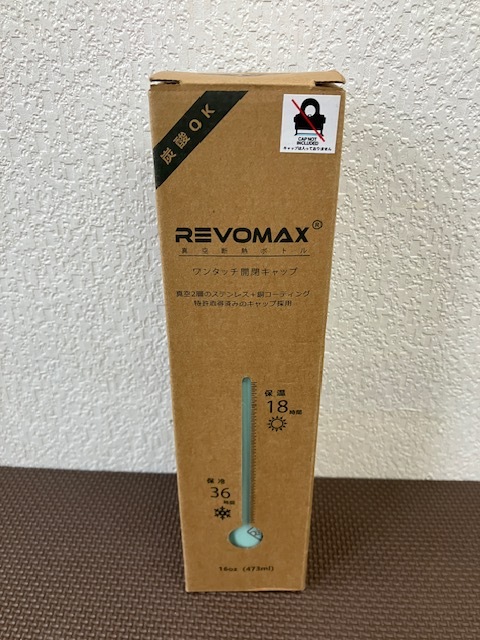 炭酸OK
CAP NOT
INCLUDED
キャップは入っておりません
REVOMAX®
真空断熱ボトル
ワンタッチ開閉キャップ
真空2層のステンレス+銅コーティング
特許取得済みのキャップ採用
保温
18時間
保冷
36時間
16oz (473ml)